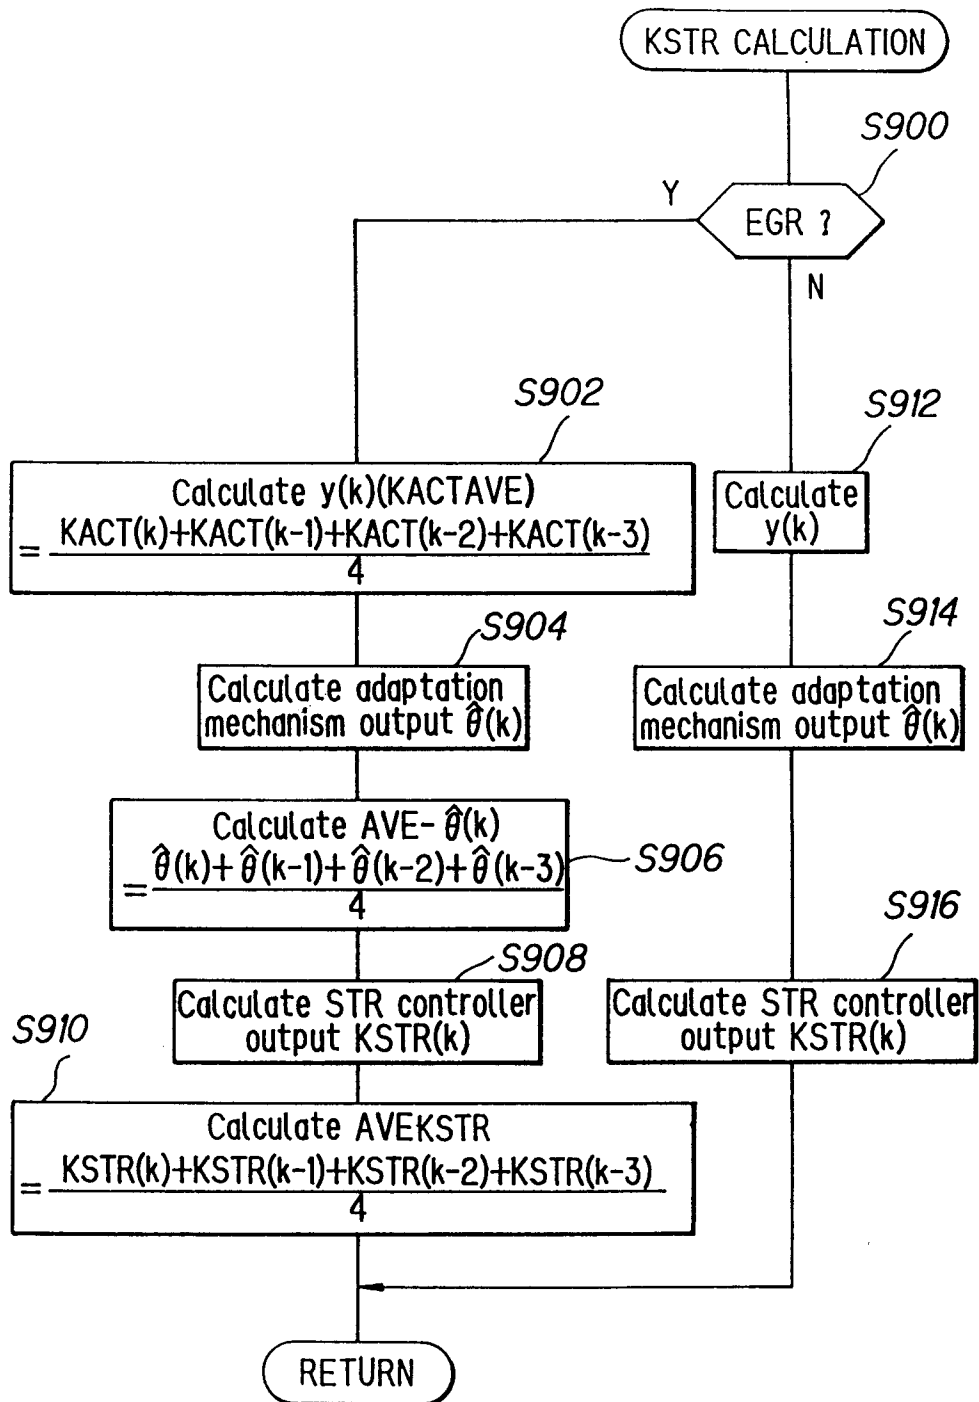 KSTR CALCULATION
S900
EGR ?
Y
N
S902
Calculate y(k)(KACTAVE)
= KACT(k)+KACT(k-1)+KACT(k-2)+KACT(k-3)
4
S904
Calculate adaptation
mechanism output θ̂(k)
Calculate AVE- θ̂(k)
= θ̂(k)+θ̂(k-1)+θ̂(k-2)+θ̂(k-3)
4
S906
S908
Calculate STR controller
output KSTR(k)
S910
Calculate AVEKSTR
= KSTR(k)+KSTR(k-1)+KSTR(k-2)+KSTR(k-3)
4
S912
Calculate
y(k)
S914
Calculate adaptation
mechanism output θ̂(k)
S916
Calculate STR controller
output KSTR(k)
RETURN